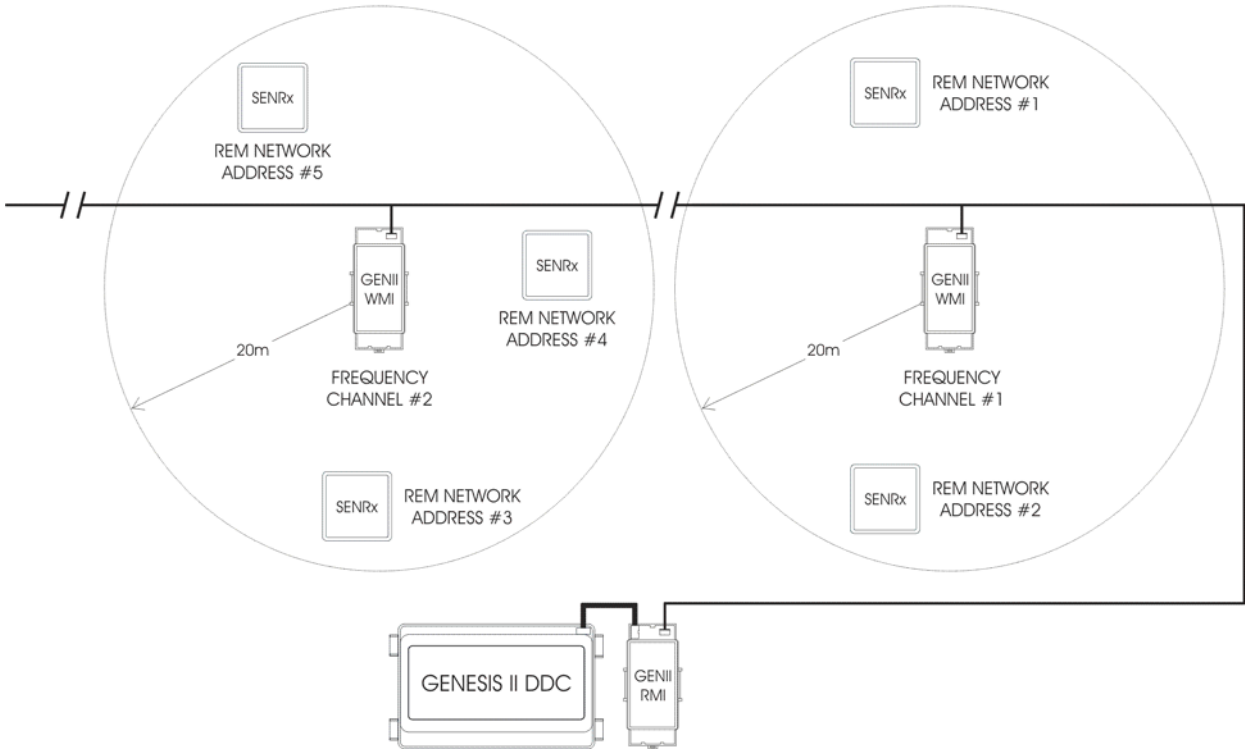 SENRx
REM NETWORK
ADDRESS #5
SENRx
REM NETWORK
ADDRESS #1
GENII
WMI
SENRx
REM NETWORK
ADDRESS #4
20m
FREQUENCY
CHANNEL #2
GENII
WMI
20m
FREQUENCY
CHANNEL #1
SENRx
REM NETWORK
ADDRESS #3
SENRx
REM NETWORK
ADDRESS #2
GENESIS II DDC
GENII
RMI